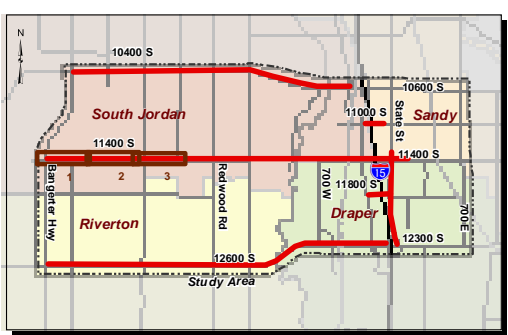 N
10400 S
10600 S
South Jordan
11000 S
State St
Sandy
11400 S
11400 S
15
1
2
3
Bangerter Hwy
Redwood Rd
700 W
11800 S
Riverton
Draper
700 E
12300 S
12600 S
Study Area